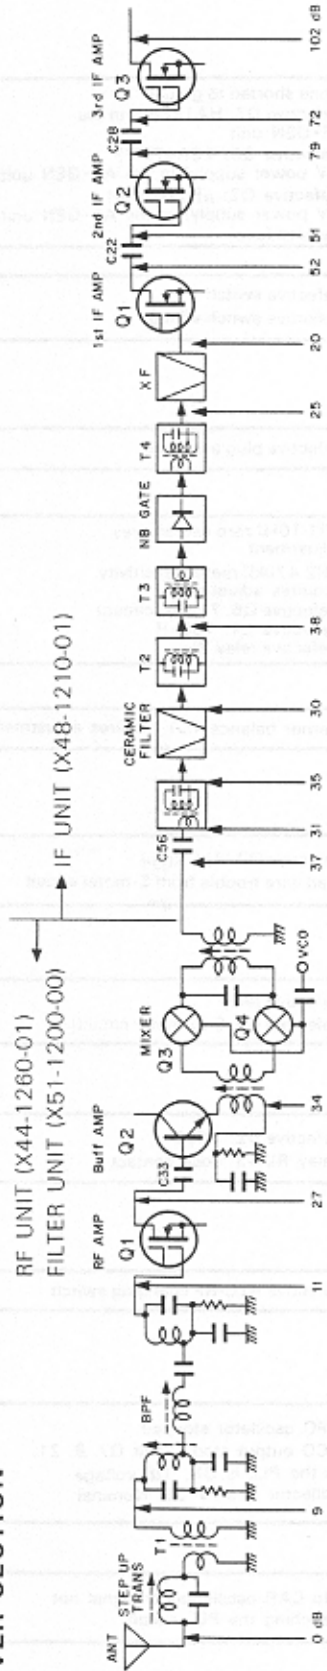 VER SECTION
RF UNIT (X44-1260-01)
FILTER UNIT (X51-1200-00)
IF UNIT (X48-1210-01)
ANT
STEP UP
TRANS
T1
BPF
RF AMP
Q1
C33
Buff AMP
Q2
MIXER
Q3
Q4
VCO
C56
CERAMIC
FILTER
T2
T3
NB GATE
T4
XF
1st IF AMP
Q1
C22
2nd IF AMP
Q2
C28
3rd IF AMP
Q3
0 dB
9
11
27
34
37
31
35
30
38
25
20
52
51
79
72
102 dB